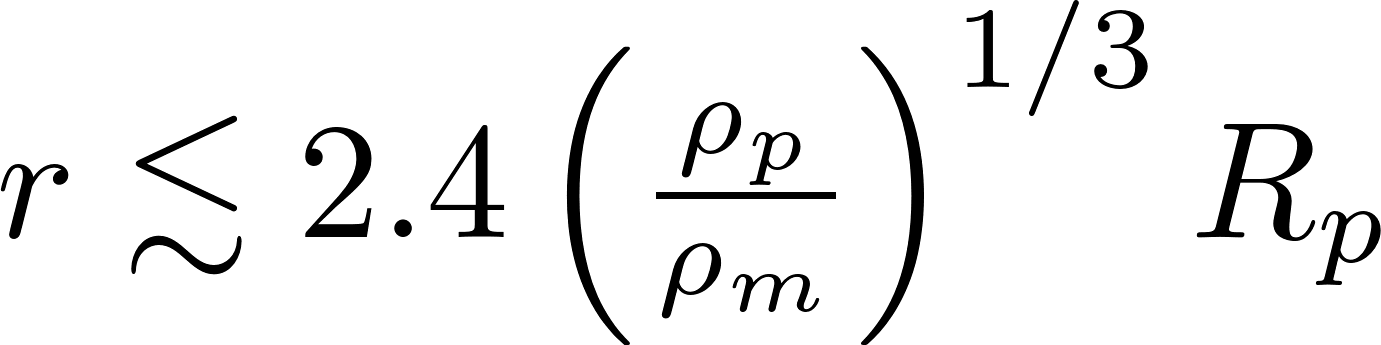 r ≲ 2.4 (ρ_p / ρ_m)^{1/3} R_p